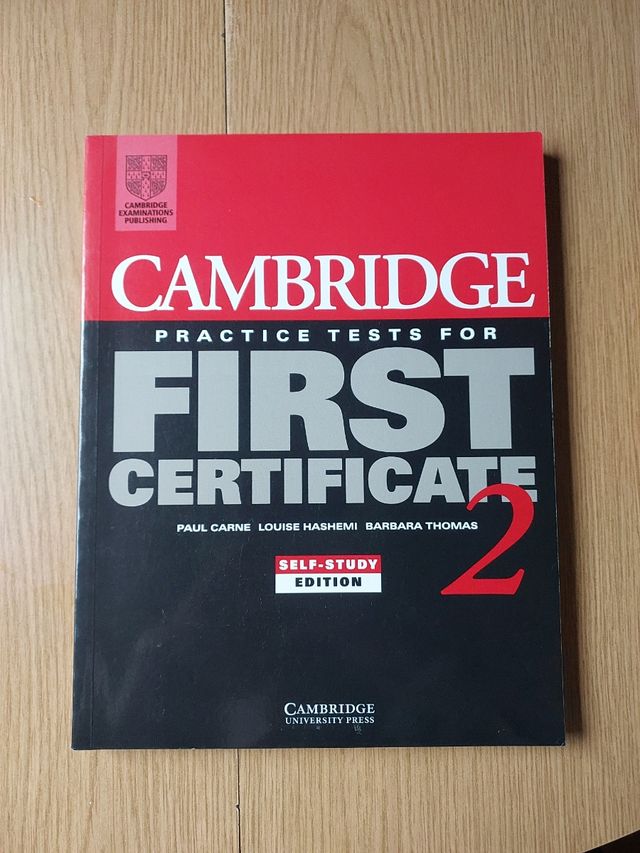 CAMBRIDGE
EXAMINATIONS
PUBLISHING
CAMBRIDGE
PRACTICE TESTS FOR
FIRST
CERTIFICATE
2
PAUL CARNE LOUISE HASHEMI BARBARA THOMAS
SELF-STUDY
EDITION
CAMBRIDGE
UNIVERSITY PRESS